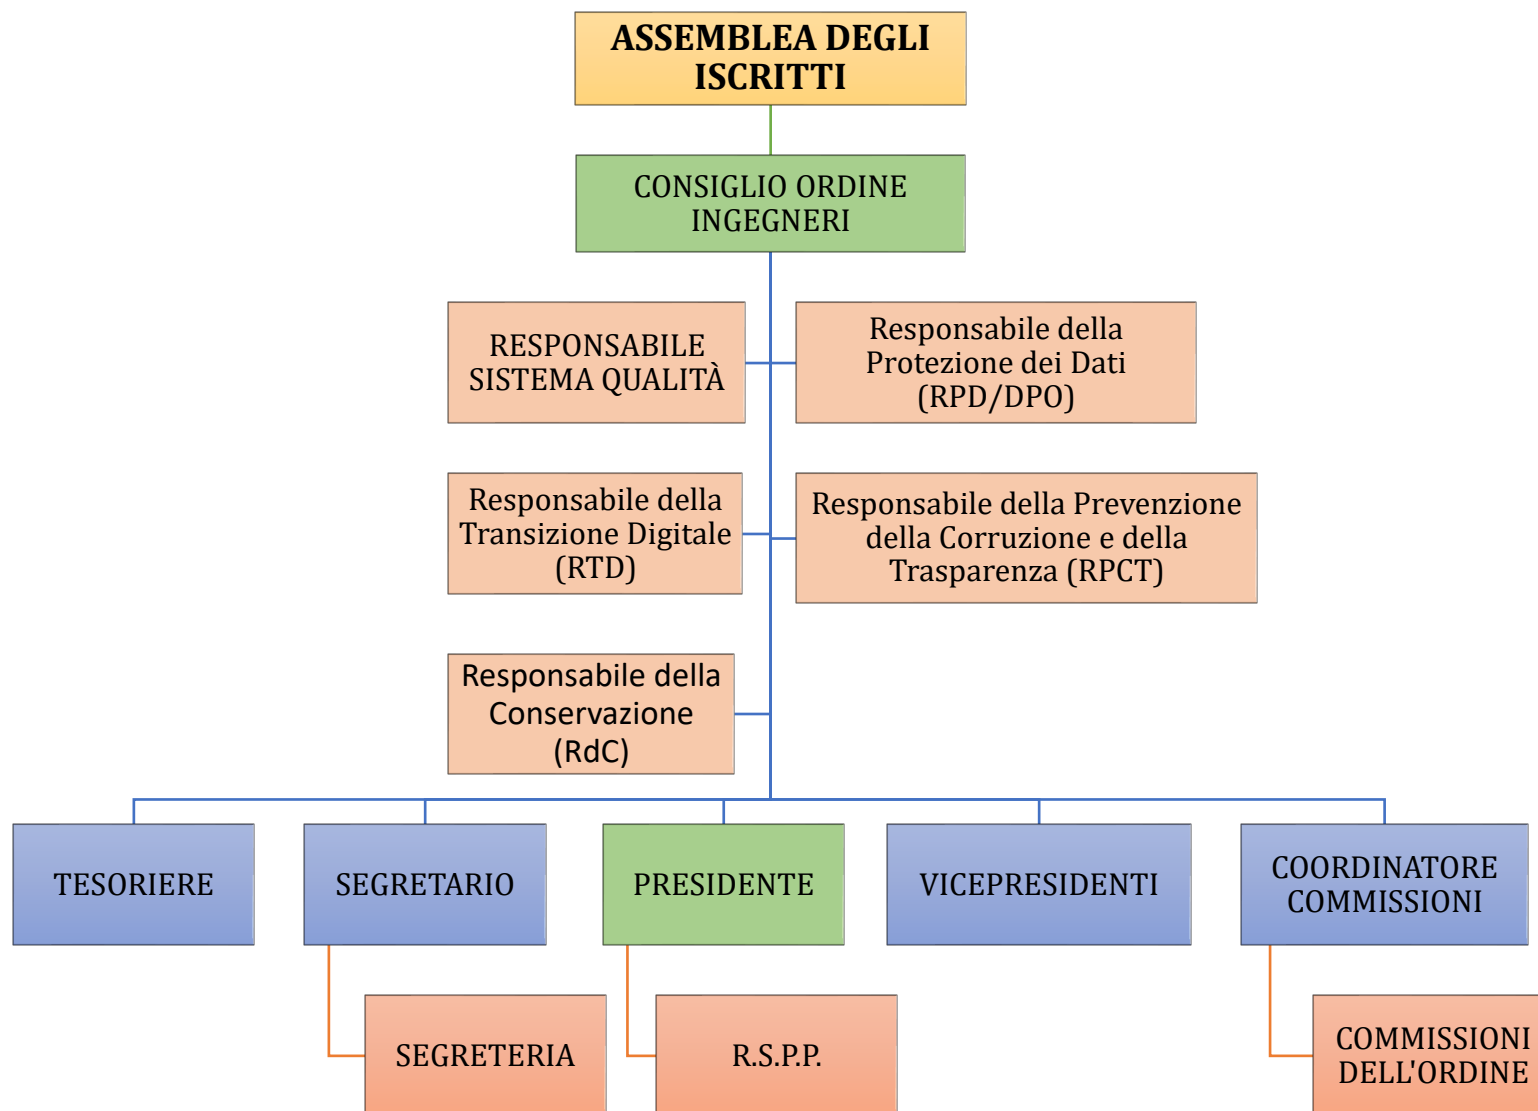 ASSEMBLEA DEGLI
ISCRITTI
CONSIGLIO ORDINE
INGEGNERI
RESPONSABILE
SISTEMA QUALITÀ
Responsabile della
Protezione dei Dati
(RPD/DPO)
Responsabile della
Transizione Digitale
(RTD)
Responsabile della Prevenzione
della Corruzione e della
Trasparenza (RPCT)
Responsabile della
Conservazione
(RdC)
TESORIERE
SEGRETARIO
PRESIDENTE
VICEPRESIDENTI
COORDINATORE
COMMISSIONI
SEGRETERIA
R.S.P.P.
COMMISSIONI
DELL'ORDINE